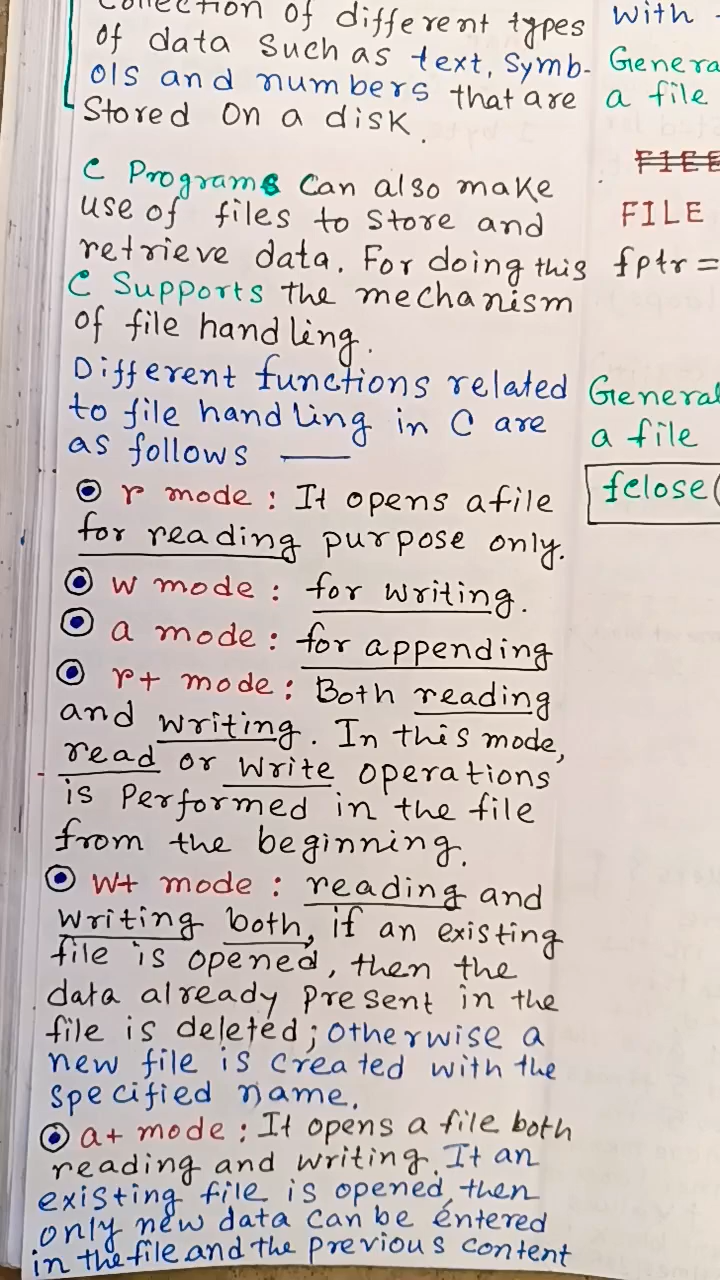 Collection of different types
of data such as text, Symb-
ols and numbers that are
Stored on a disk.
C Programs Can also make
use of files to store and
retrieve data. For doing this
C Supports the mechanism
of file handling.
Different functions related
to file handling in C are
as follows —
r mode : It opens a file
for reading purpose only.
w mode : for writing.
a mode : for appending
r+ mode : Both reading
and writing. In this mode,
read or write operations
is Performed in the file
from the beginning.
w+ mode : reading and
writing both, if an existing
file is opened, then the
data already present in the
file is deleted; otherwise a
new file is created with the
specified name.
a+ mode : It opens a file both
reading and writing. It an
existing file is opened, then
only new data can be entered
in the file and the previous content
with
Genera
a file
FILE
fptr =
General
a file
fclose(